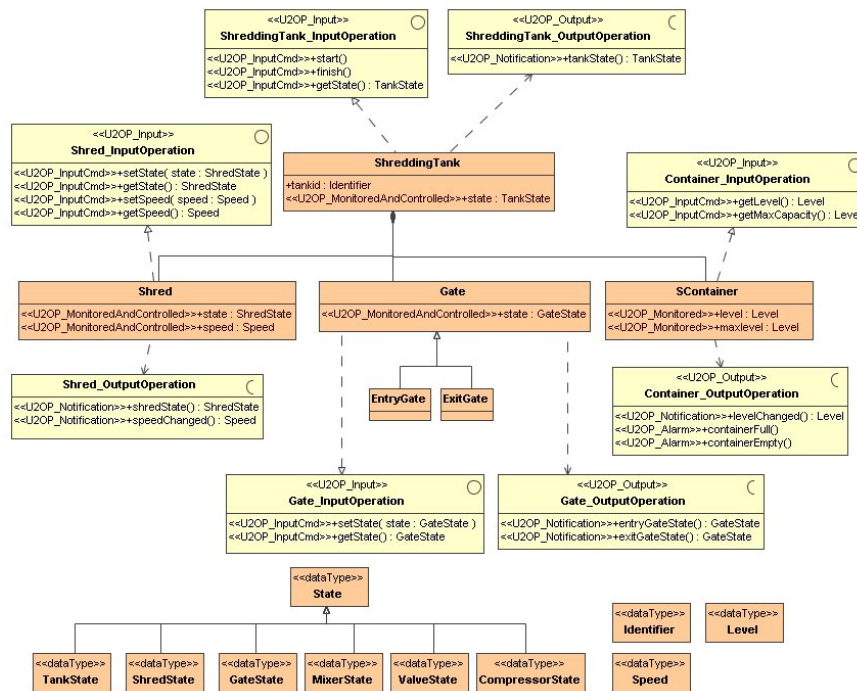 <<U2OP_Input>>
ShreddingTank_InputOperation
<<U2OP_InputCmd>>+start()
<<U2OP_InputCmd>>+finish()
<<U2OP_InputCmd>>+getState() : TankState
<<U2OP_Output>>
ShreddingTank_OutputOperation
<<U2OP_Notification>>+tankState() : TankState
<<U2OP_Input>>
Shred_InputOperation
<<U2OP_InputCmd>>+setState( state : ShredState )
<<U2OP_InputCmd>>+getState() : ShredState
<<U2OP_InputCmd>>+setSpeed( speed : Speed )
<<U2OP_InputCmd>>+getSpeed() : Speed
ShreddingTank
+tankid : Identifier
<<U2OP_MonitoredAndControlled>>+state : TankState
<<U2OP_Input>>
Container_InputOperation
<<U2OP_InputCmd>>+getLevel() : Level
<<U2OP_InputCmd>>+getMaxCapacity() : Level
Shred
<<U2OP_MonitoredAndControlled>>+state : ShredState
<<U2OP_MonitoredAndControlled>>+speed : Speed
Gate
<<U2OP_MonitoredAndControlled>>+state : GateState
SContainer
<<U2OP_Monitored>>+level : Level
<<U2OP_Monitored>>+maxlevel : Level
Shred_OutputOperation
<<U2OP_Notification>>+shredState() : ShredState
<<U2OP_Notification>>+speedChanged() : Speed
EntryGate
ExitGate
<<U2OP_Output>>
Container_OutputOperation
<<U2OP_Notification>>+levelChanged() : Level
<<U2OP_Alarm>>+containerFull()
<<U2OP_Alarm>>+containerEmpty()
<<U2OP_Input>>
Gate_InputOperation
<<U2OP_InputCmd>>+setState( state : GateState )
<<U2OP_InputCmd>>+getState() : GateState
<<U2OP_Output>>
Gate_OutputOperation
<<U2OP_Notification>>+entryGateState() : GateState
<<U2OP_Notification>>+exitGateState() : GateState
<<dataType>>
State
<<dataType>>
Identifier
<<dataType>>
Level
<<dataType>>
TankState
<<dataType>>
ShredState
<<dataType>>
GateState
<<dataType>>
MixerState
<<dataType>>
ValveState
<<dataType>>
CompressorState
<<dataType>>
Speed